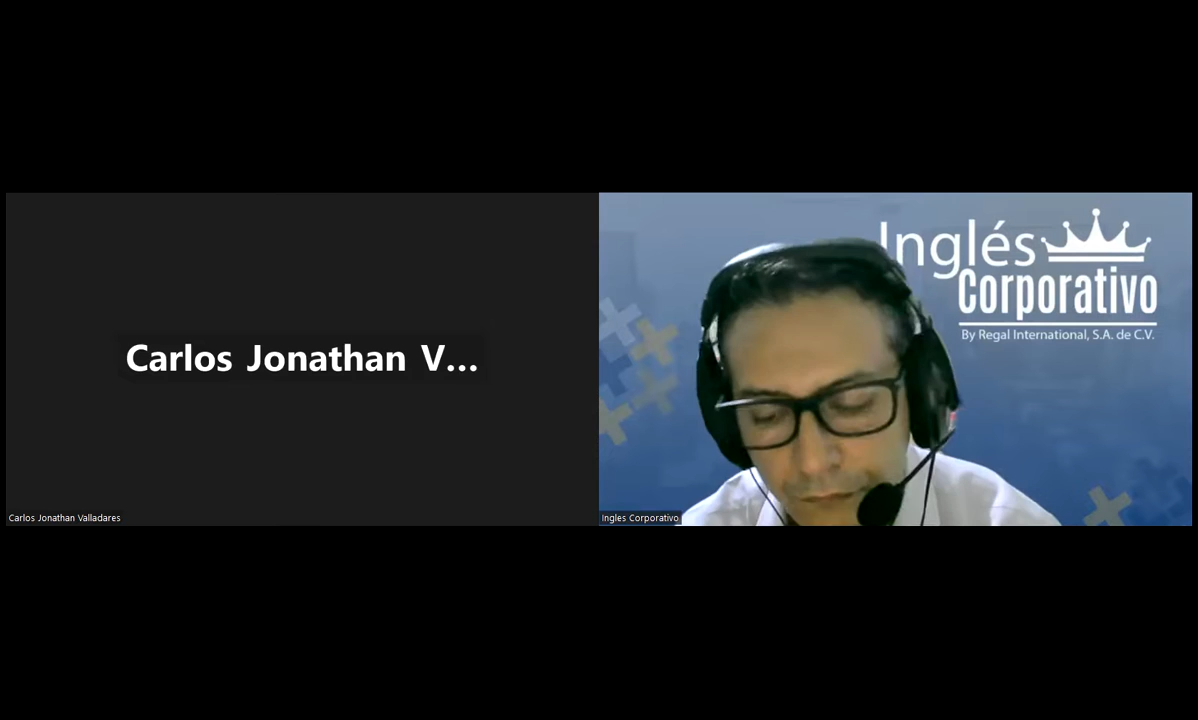 Carlos Jonathan V...
Carlos Jonathan Valladares
Inglés
Corporativo
By Regal International, S.A. de C.V.
Ingles Corporativo